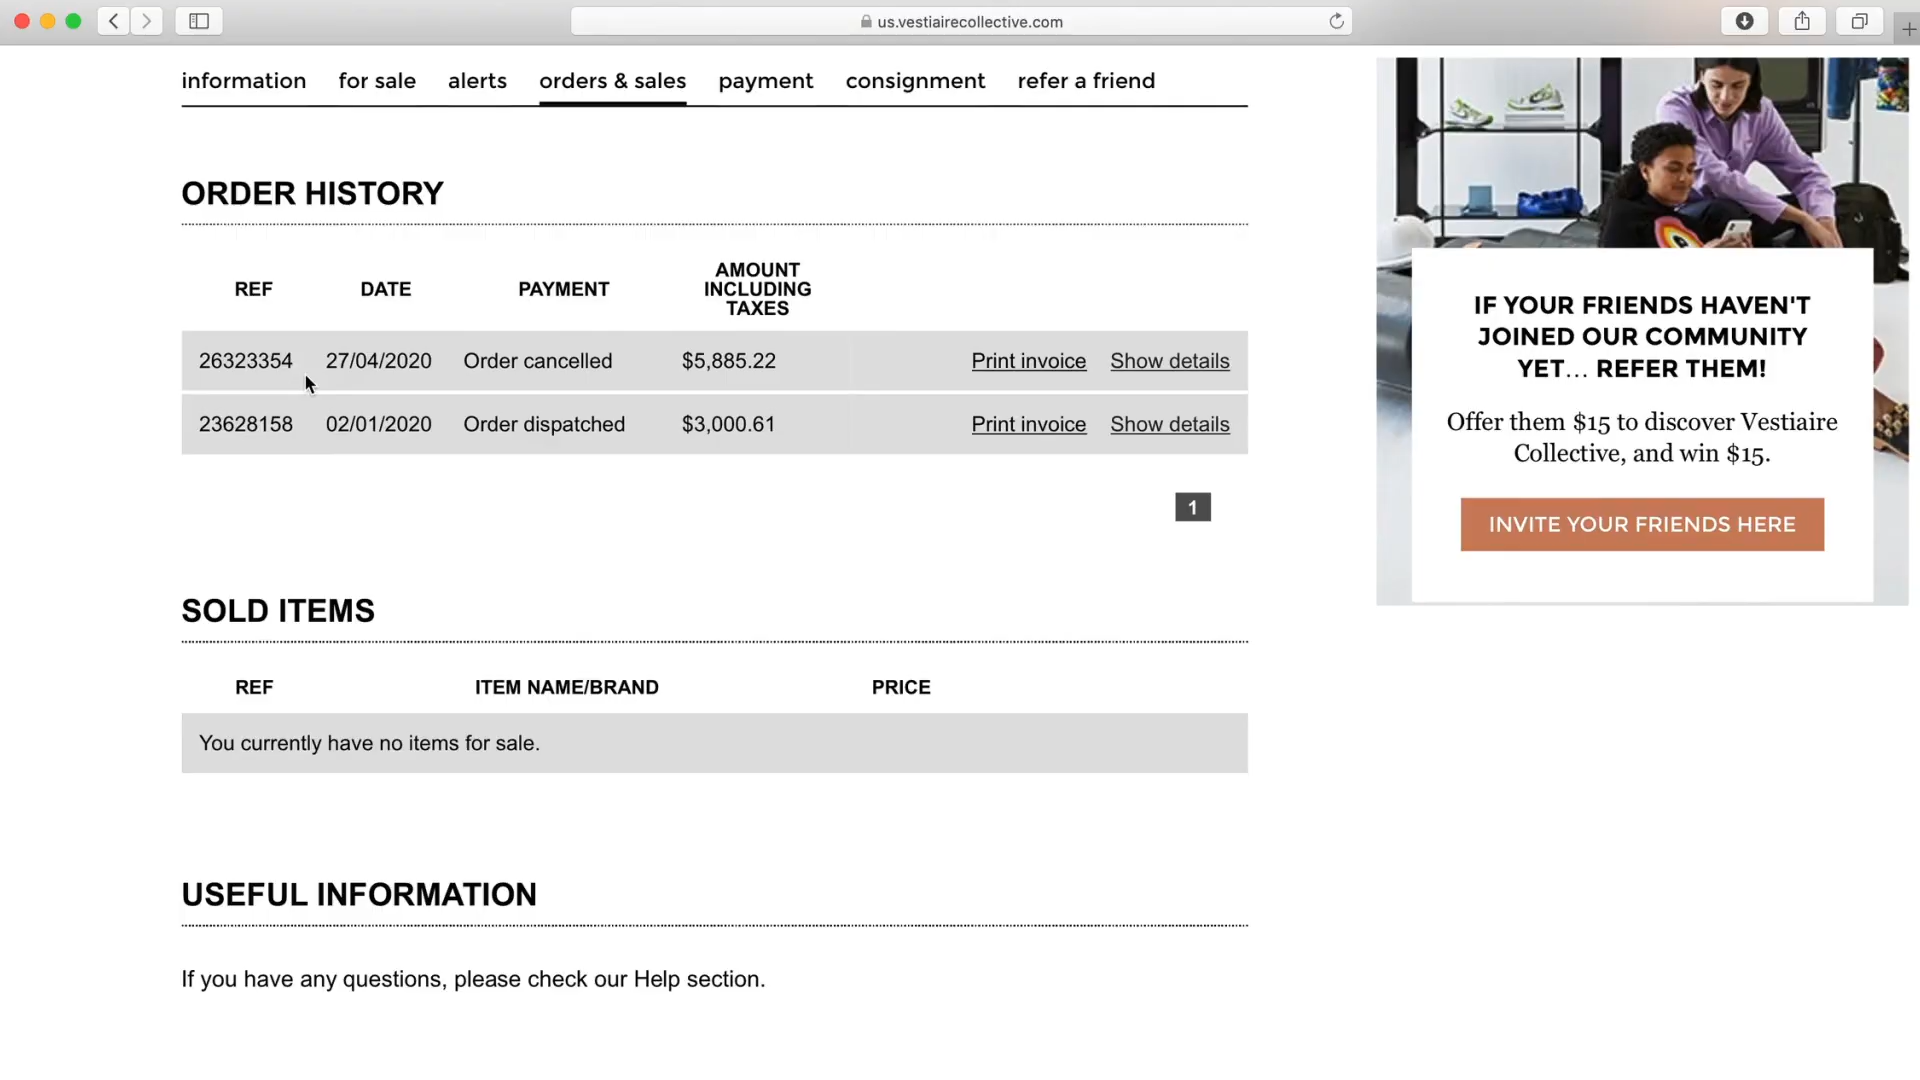 us.vestiairecollective.com
information for sale alerts orders & sales payment consignment refer a friend
ORDER HISTORY
REF DATE PAYMENT AMOUNT INCLUDING TAXES
26323354 27/04/2020 Order cancelled $5,885.22 Print invoice Show details
23628158 02/01/2020 Order dispatched $3,000.61 Print invoice Show details
1
SOLD ITEMS
REF ITEM NAME/BRAND PRICE
You currently have no items for sale.
USEFUL INFORMATION
If you have any questions, please check our Help section.
IF YOUR FRIENDS HAVEN'T
JOINED OUR COMMUNITY
YET... REFER THEM!
Offer them $15 to discover Vestiaire
Collective, and win $15.
INVITE YOUR FRIENDS HERE